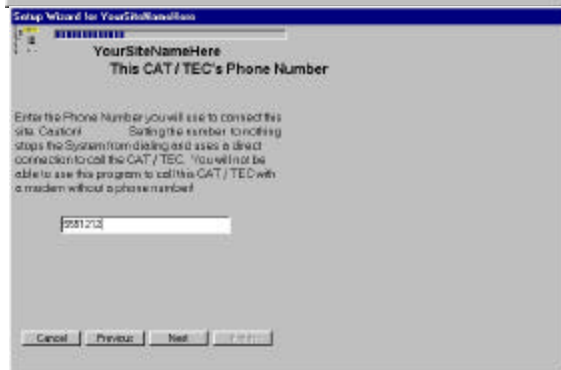 Setup Wizard for YourSiteNameHere
YourSiteNameHere
This CAT / TEC's Phone Number
Enter the Phone Number you will use to connect this
site. Caution! Setting the number to nothing
stops the System from dialing and uses a direct
connection to call the CAT / TEC. You will not be
able to use this program to call this CAT / TEC with
a modem without a phone number!
5551212
Cancel
Previous
Next
Finish